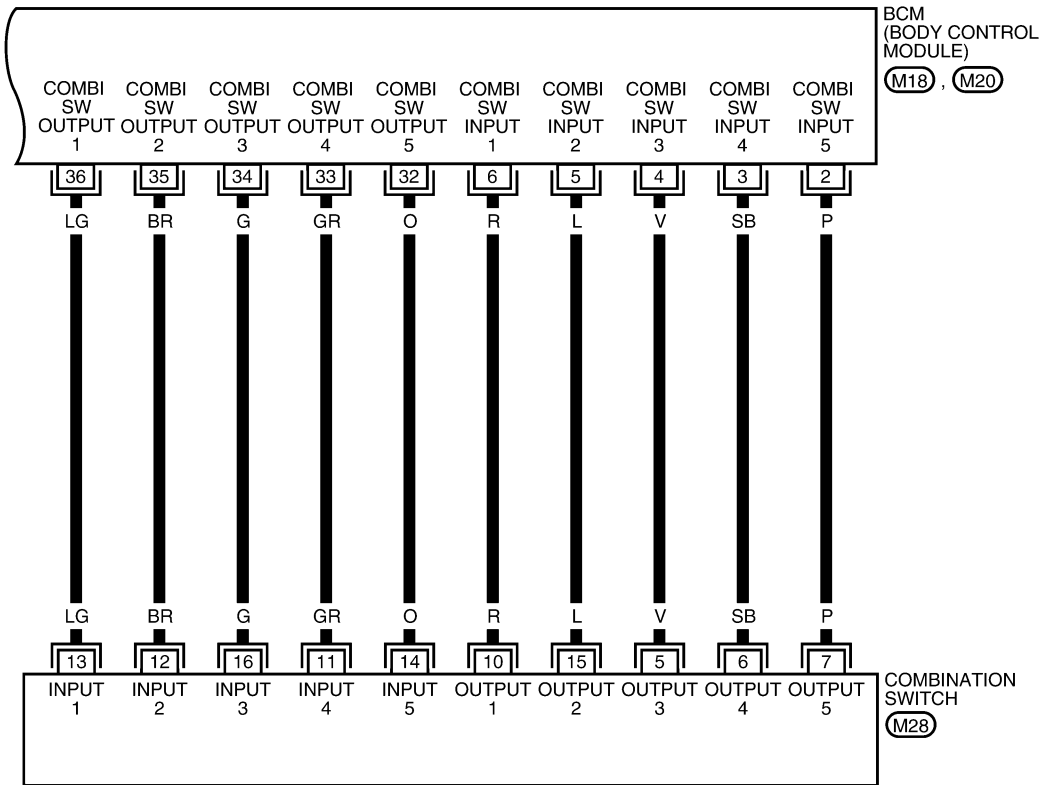 BCM
(BODY CONTROL
MODULE)
M18 , M20
COMBI COMBI COMBI COMBI COMBI COMBI COMBI COMBI COMBI COMBI
SW SW SW SW SW SW SW SW SW SW
OUTPUT OUTPUT OUTPUT OUTPUT OUTPUT INPUT INPUT INPUT INPUT INPUT
1 2 3 4 5 1 2 3 4 5
36 35 34 33 32 6 5 4 3 2
LG BR G GR O R L V SB P
LG BR G GR O R L V SB P
13 12 16 11 14 10 15 5 6 7
INPUT INPUT INPUT INPUT INPUT OUTPUT OUTPUT OUTPUT OUTPUT OUTPUT
1 2 3 4 5 1 2 3 4 5
COMBINATION
SWITCH
M28